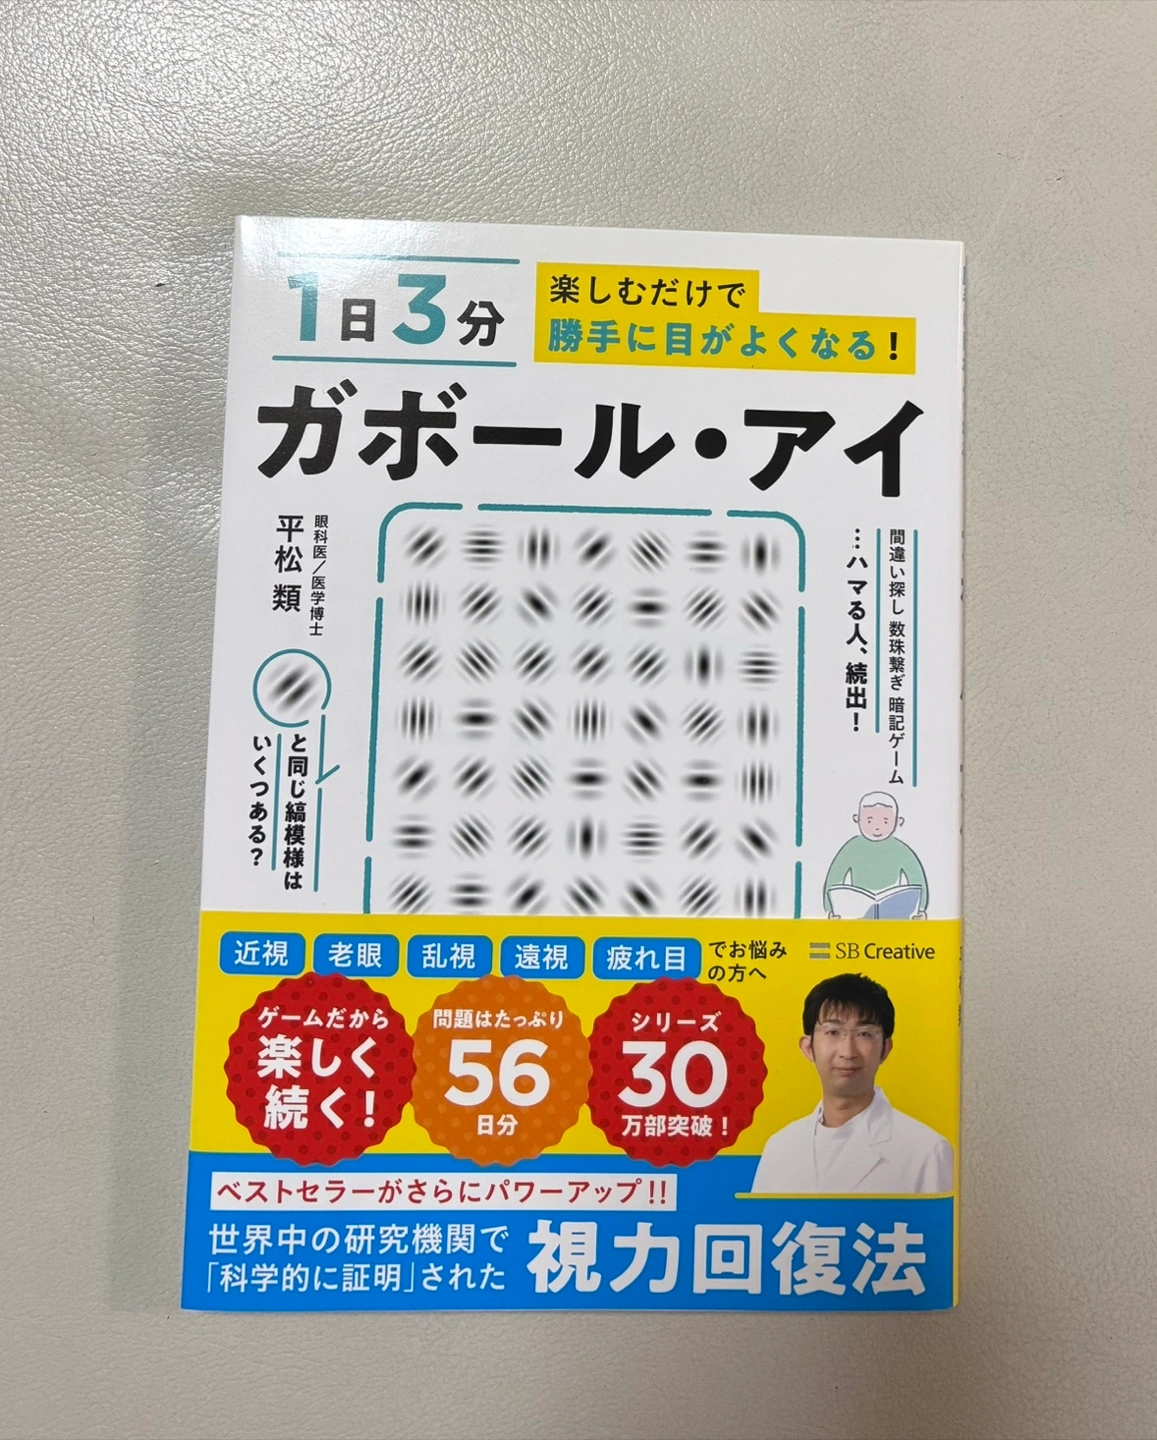 1日3分
楽しむだけで
勝手に目がよくなる!
ガボール・アイ
眼科医/医学博士
平松 類
間違い探し 数珠繋ぎ 暗記ゲーム
…ハマる人、続出!
と同じ縞模様は
いくつある?
近視 老眼 乱視 遠視 疲れ目 でお悩み
の方へ
SB Creative
ゲームだから
楽しく
続く!
問題はたっぷり
56
日分
シリーズ
30
万部突破!
ベストセラーがさらにパワーアップ!!
世界中の研究機関で
「科学的に証明」された
視力回復法